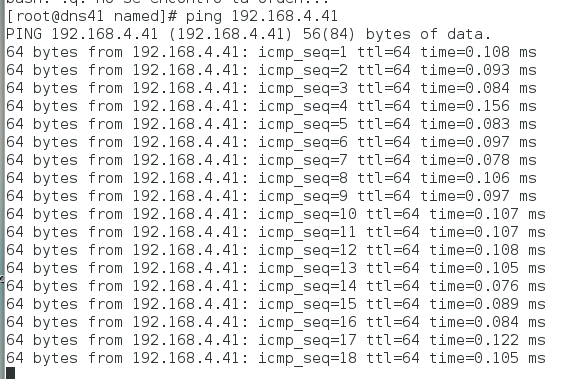 bash: .q: no se encontró la orden...
[root@dns41 named]# ping 192.168.4.41
PING 192.168.4.41 (192.168.4.41) 56(84) bytes of data.
64 bytes from 192.168.4.41: icmp_seq=1 ttl=64 time=0.108 ms
64 bytes from 192.168.4.41: icmp_seq=2 ttl=64 time=0.093 ms
64 bytes from 192.168.4.41: icmp_seq=3 ttl=64 time=0.084 ms
64 bytes from 192.168.4.41: icmp_seq=4 ttl=64 time=0.156 ms
64 bytes from 192.168.4.41: icmp_seq=5 ttl=64 time=0.083 ms
64 bytes from 192.168.4.41: icmp_seq=6 ttl=64 time=0.097 ms
64 bytes from 192.168.4.41: icmp_seq=7 ttl=64 time=0.078 ms
64 bytes from 192.168.4.41: icmp_seq=8 ttl=64 time=0.106 ms
64 bytes from 192.168.4.41: icmp_seq=9 ttl=64 time=0.097 ms
64 bytes from 192.168.4.41: icmp_seq=10 ttl=64 time=0.107 ms
64 bytes from 192.168.4.41: icmp_seq=11 ttl=64 time=0.107 ms
64 bytes from 192.168.4.41: icmp_seq=12 ttl=64 time=0.108 ms
64 bytes from 192.168.4.41: icmp_seq=13 ttl=64 time=0.105 ms
64 bytes from 192.168.4.41: icmp_seq=14 ttl=64 time=0.076 ms
64 bytes from 192.168.4.41: icmp_seq=15 ttl=64 time=0.089 ms
64 bytes from 192.168.4.41: icmp_seq=16 ttl=64 time=0.084 ms
64 bytes from 192.168.4.41: icmp_seq=17 ttl=64 time=0.122 ms
64 bytes from 192.168.4.41: icmp_seq=18 ttl=64 time=0.105 ms